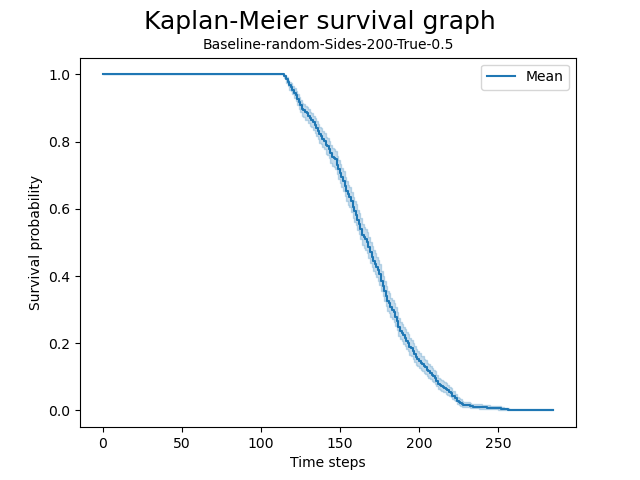 Kaplan-Meier survival graph
Baseline-random-Sides-200-True-0.5
Mean
1.0
0.8
0.6
0.4
0.2
0.0
Survival probability
0 50 100 150 200 250
Time steps